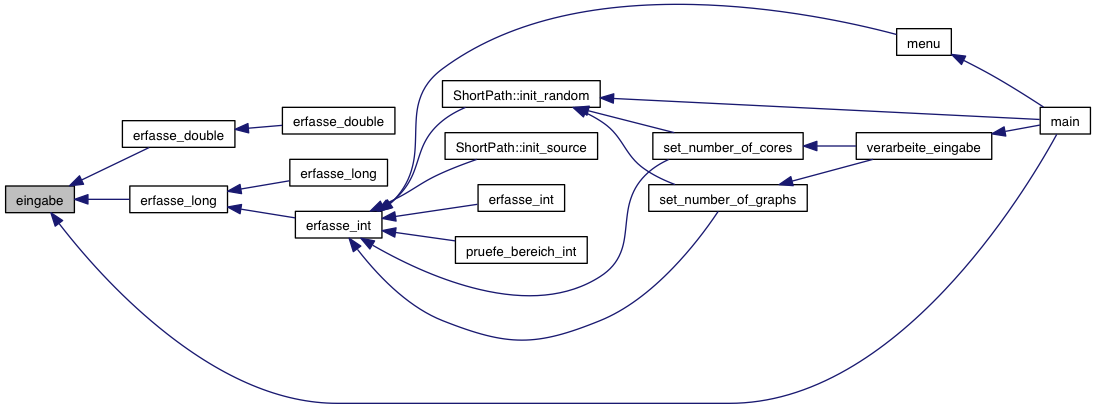 menu
ShortPath::init_random
erfasse_double
main
erfasse_double
ShortPath::init_source
set_number_of_cores
verarbeite_eingabe
erfasse_long
eingabe
erfasse_long
erfasse_int
set_number_of_graphs
erfasse_int
pruefe_bereich_int